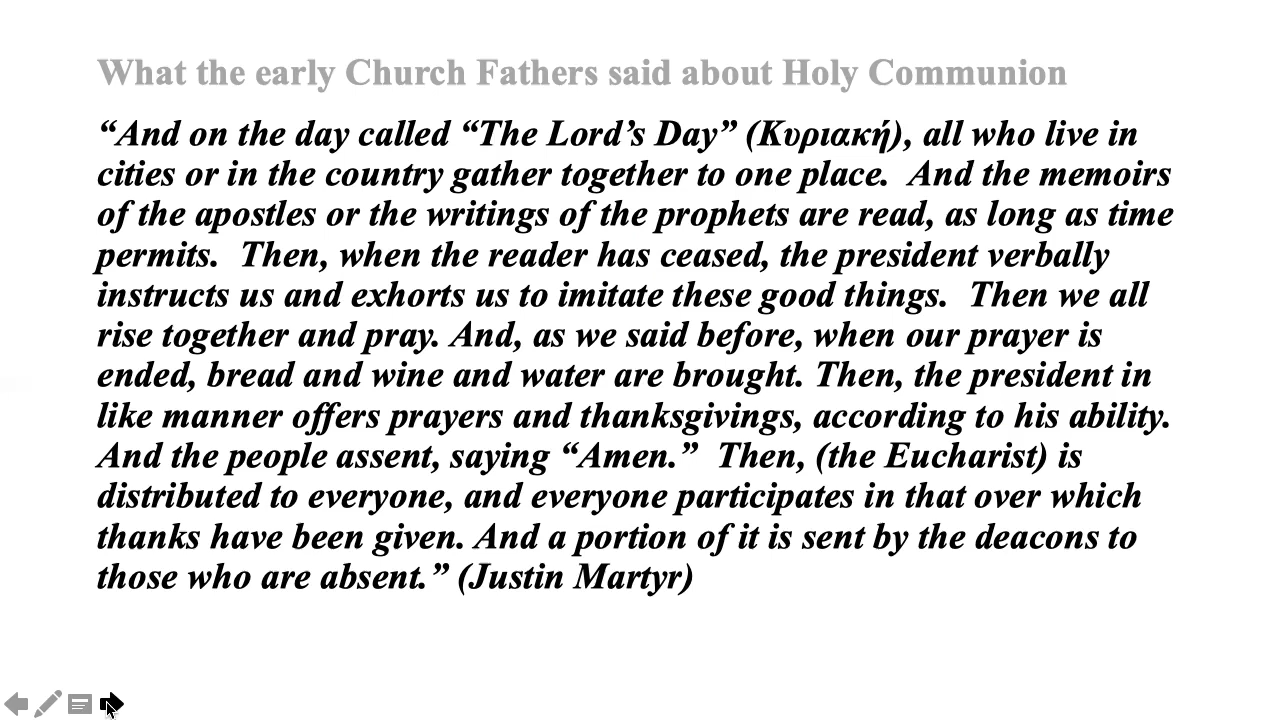 What the early Church Fathers said about Holy Communion
“And on the day called “The Lord’s Day” (Κυριακή), all who live in
cities or in the country gather together to one place.  And the memoirs
of the apostles or the writings of the prophets are read, as long as time
permits.  Then, when the reader has ceased, the president verbally
instructs us and exhorts us to imitate these good things.  Then we all
rise together and pray. And, as we said before, when our prayer is
ended, bread and wine and water are brought. Then, the president in
like manner offers prayers and thanksgivings, according to his ability.
And the people assent, saying “Amen.”  Then, (the Eucharist) is
distributed to everyone, and everyone participates in that over which
thanks have been given. And a portion of it is sent by the deacons to
those who are absent.” (Justin Martyr)